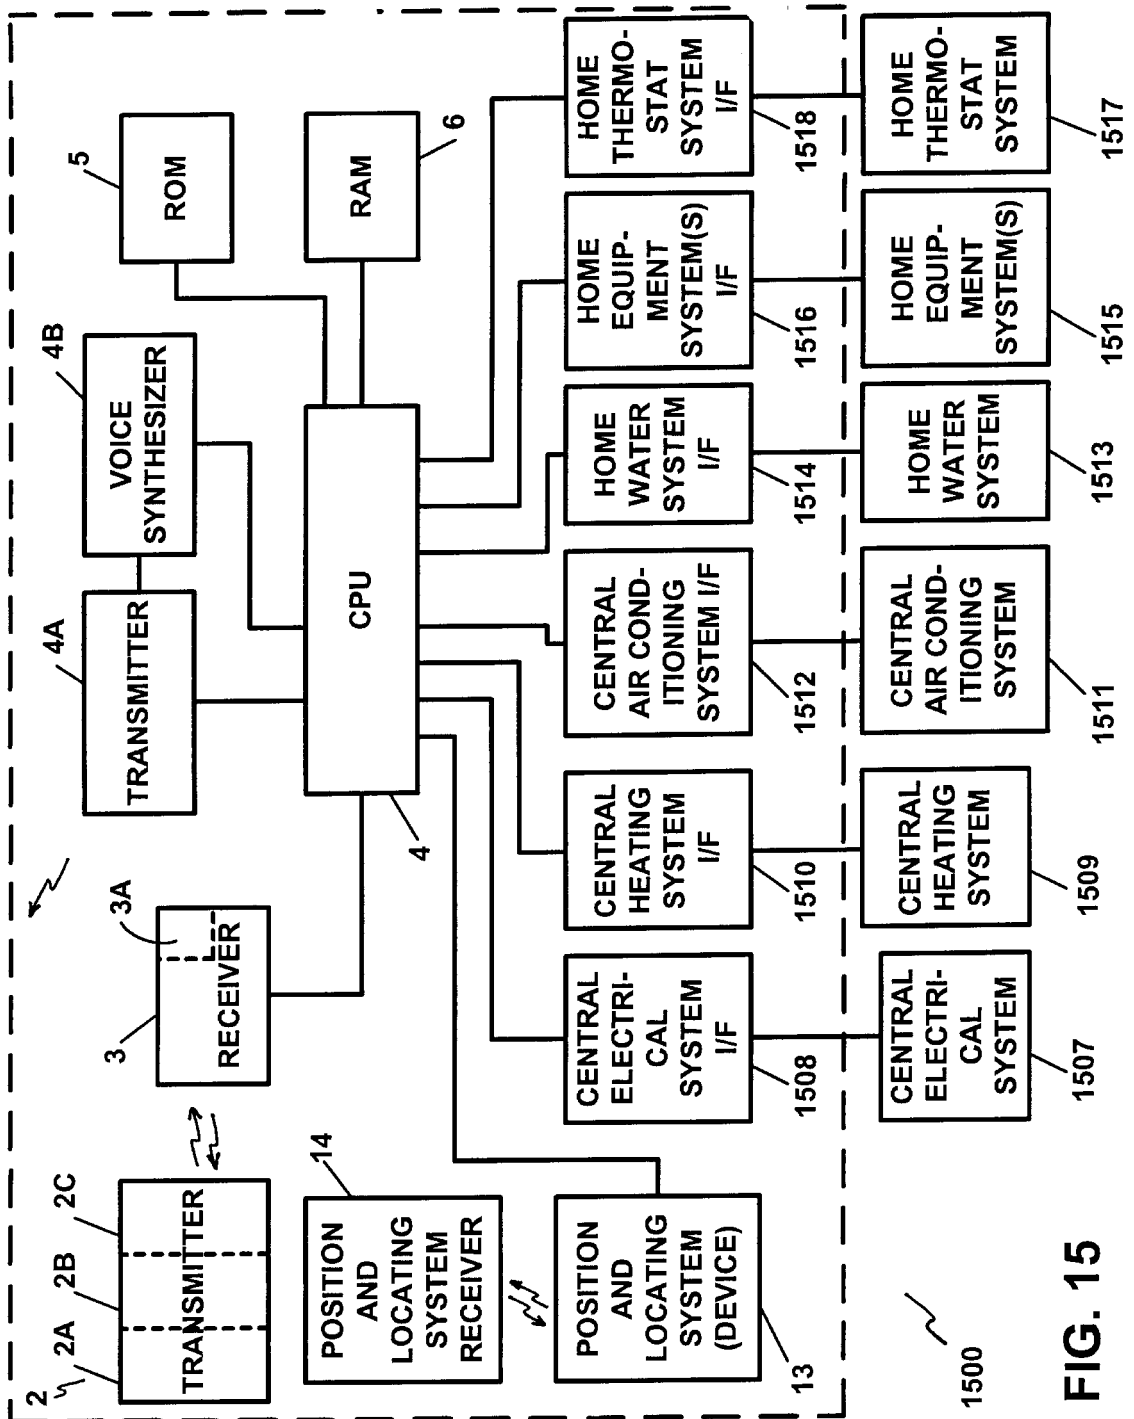 2
2A
2B
2C
TRANSMITTER
3
3A
RECEIVER
4A
TRANSMITTER
4B
VOICE
SYNTHESIZER
5
ROM
14
POSITION
AND
LOCATING
SYSTEM
RECEIVER
CPU
4
RAM
6
POSITION
AND
LOCATING
SYSTEM
(DEVICE)
13
CENTRAL
ELECTRI-
CAL
SYSTEM
I/F
1508
CENTRAL
HEATING
SYSTEM
I/F
1510
CENTRAL
AIR COND-
ITIONING
SYSTEM I/F
1512
HOME
WATER
SYSTEM
I/F
1514
HOME
EQUIP-
MENT
SYSTEM(S)
I/F
1516
HOME
THERMO-
STAT
SYSTEM
I/F
1518
CENTRAL
ELECTRI-
CAL
SYSTEM
1507
CENTRAL
HEATING
SYSTEM
1509
CENTRAL
AIR COND-
ITIONING
SYSTEM
1511
HOME
WATER
SYSTEM
1513
HOME
EQUIP-
MENT
SYSTEM(S)
1515
HOME
THERMO-
STAT
SYSTEM
1517
1500
FIG. 15